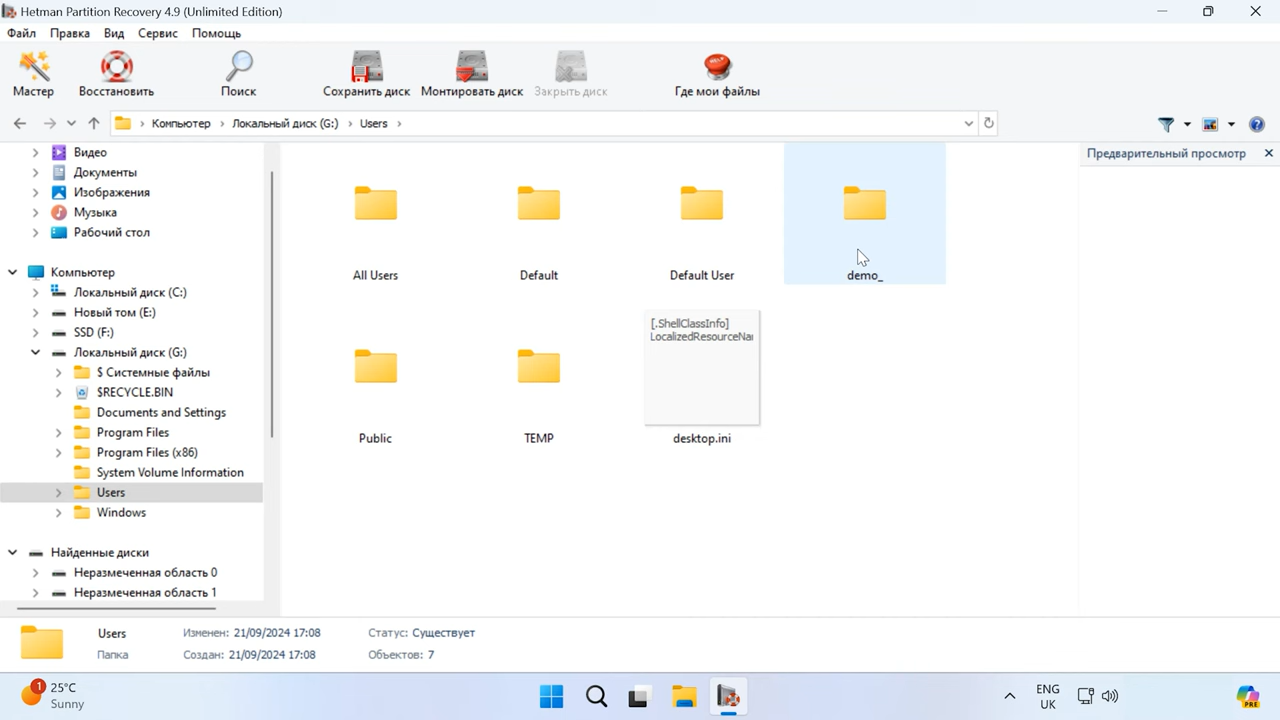 Hetman Partition Recovery 4.9 (Unlimited Edition)
Файл Правка Вид Сервис Помощь
Мастер Восстановить Поиск Сохранить диск Монтировать диск Закрыть диск Где мои файлы
Компьютер › Локальный диск (G:) › Users ›
Видео
Документы
Изображения
Музыка
Рабочий стол
Компьютер
Локальный диск (C:)
Новый том (E:)
SSD (F:)
Локальный диск (G:)
$ Системные файлы
$RECYCLE.BIN
Documents and Settings
Program Files
Program Files (x86)
System Volume Information
Users
Windows
Найденные диски
Неразмеченная область 0
Неразмеченная область 1
All Users Default Default User demo_
[.ShellClassInfo]
LocalizedResourceNa
Public TEMP desktop.ini
Предварительный просмотр
Users Изменен: 21/09/2024 17:08 Статус: Существует
Папка Создан: 21/09/2024 17:08 Объектов: 7
1 25°C
Sunny
ENG
UK
PRE